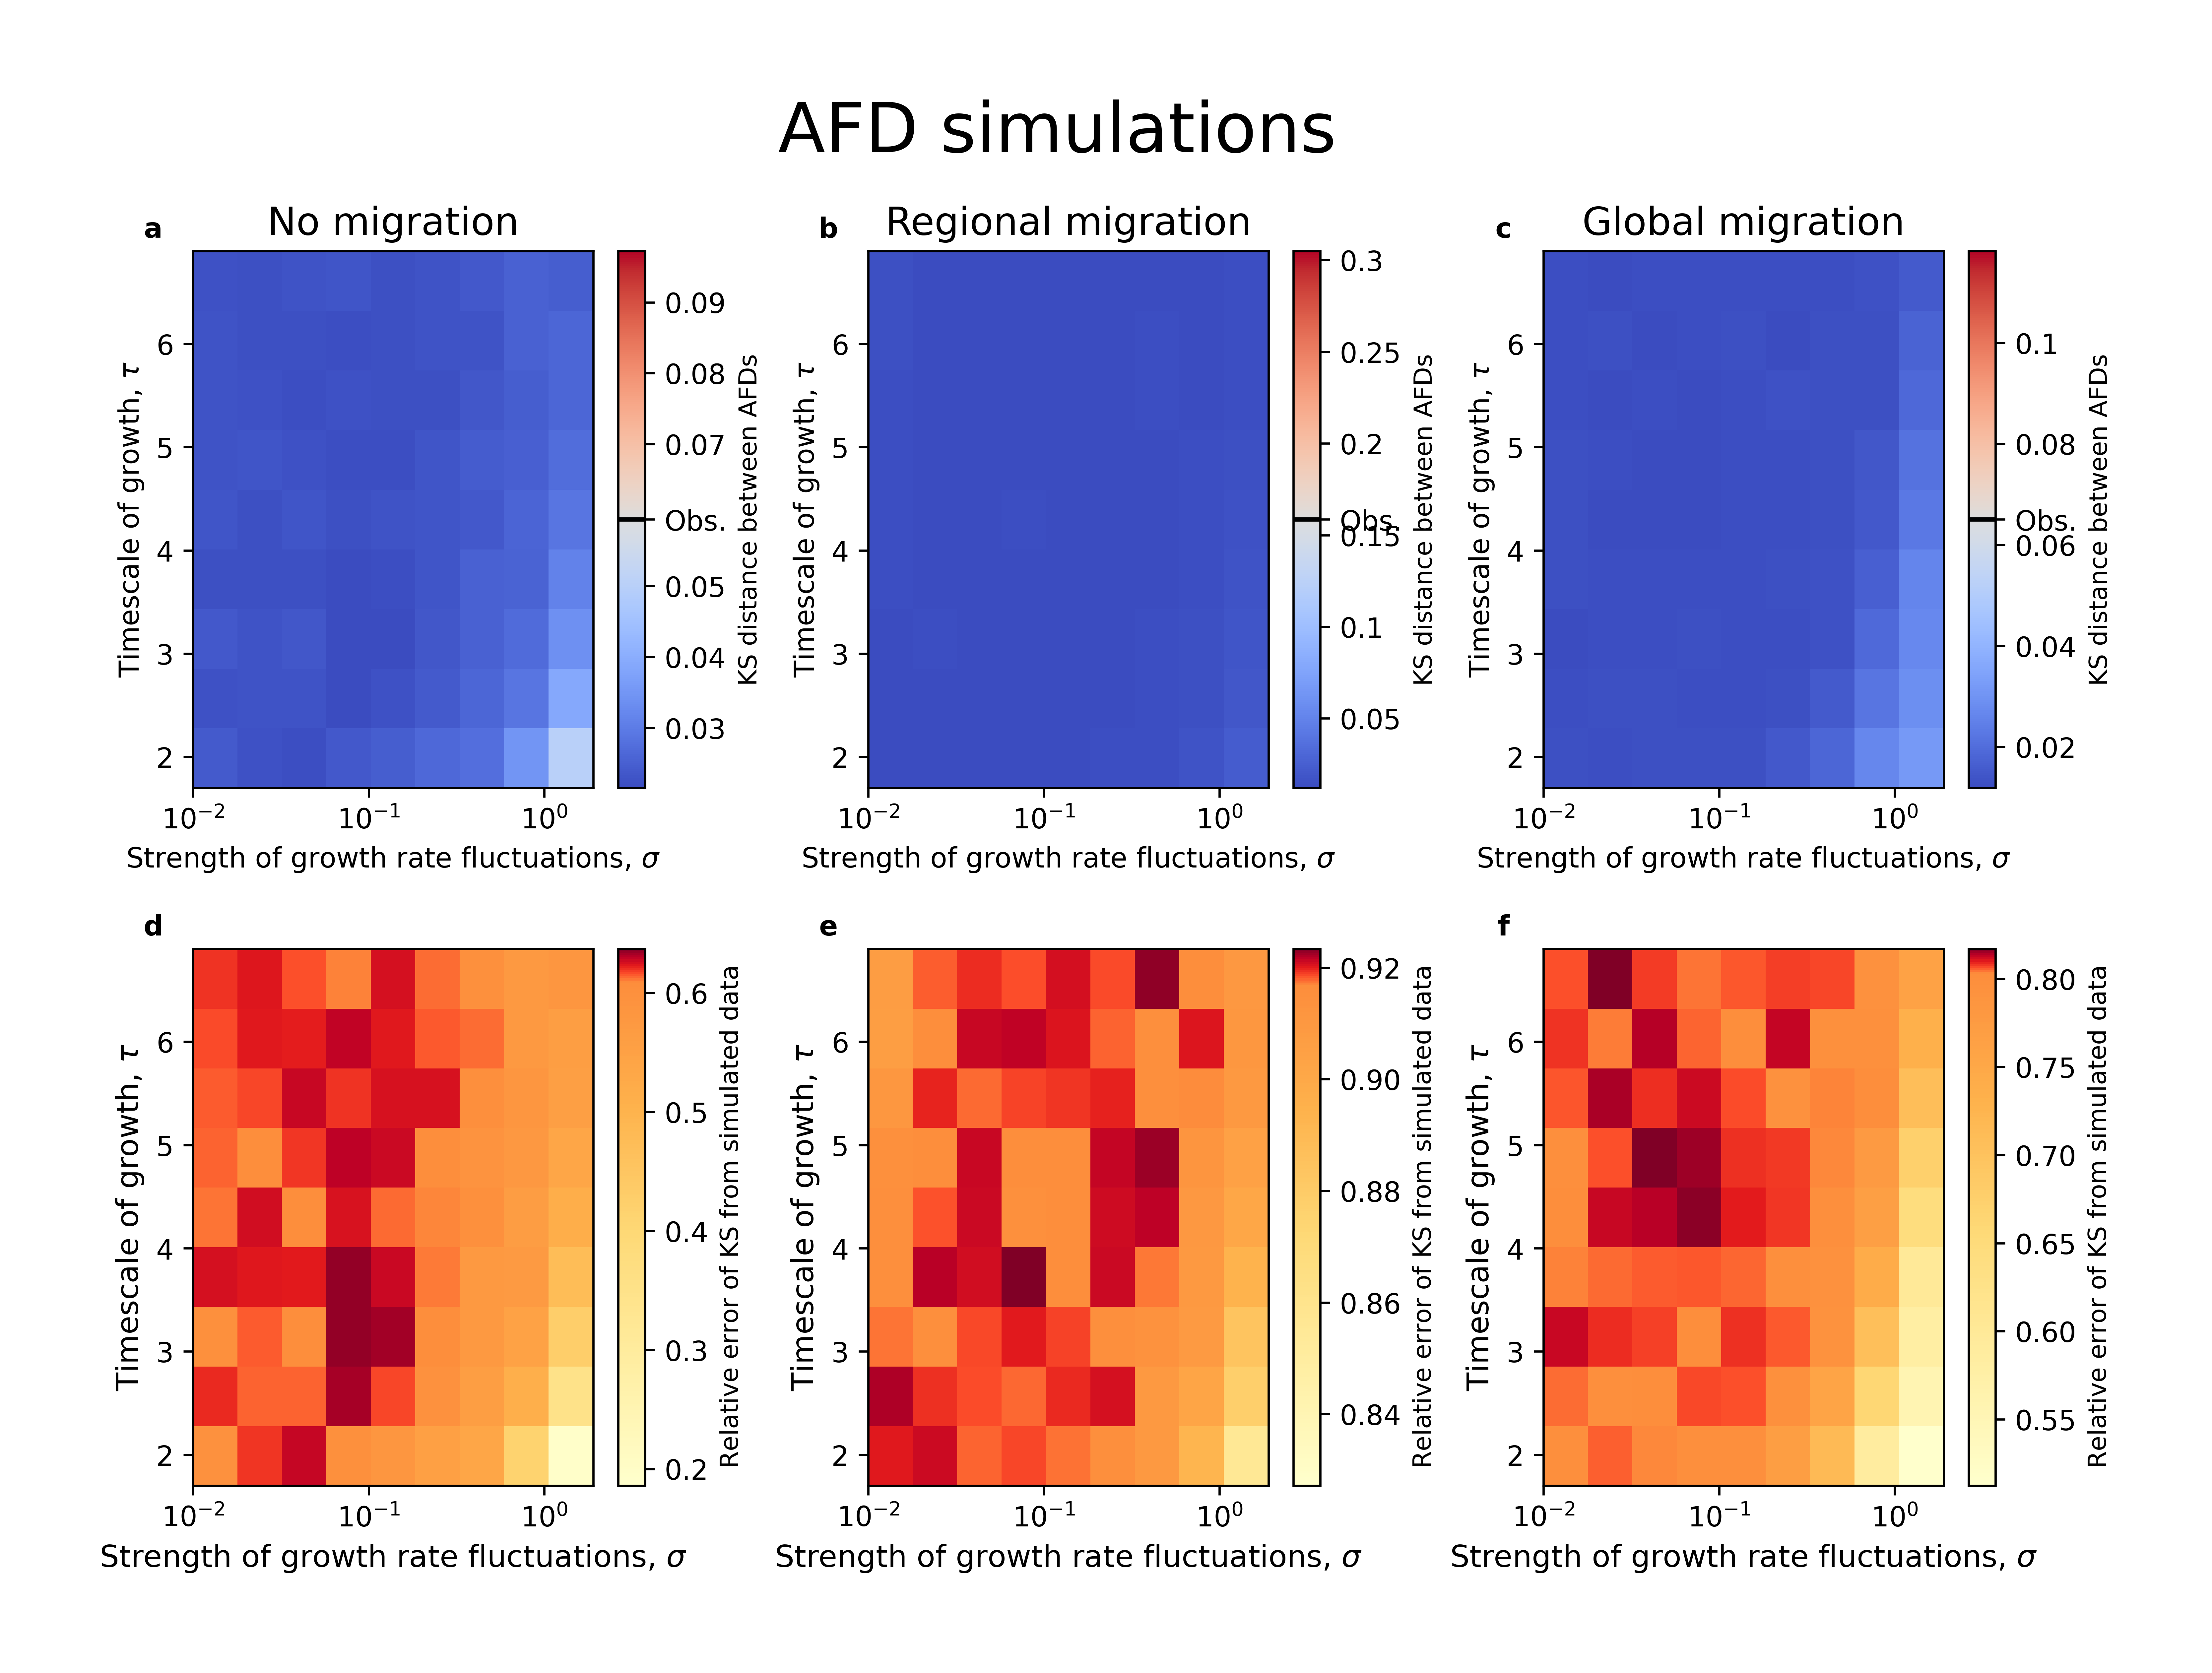 AFD simulations
a No migration
6
5
4
3
2
10⁻² 10⁻¹ 10⁰
Timescale of growth, τ
Strength of growth rate fluctuations, σ
0.09
0.08
0.07
Obs.
0.05
0.04
0.03
KS distance between AFDs
b Regional migration
6
5
4
3
2
10⁻² 10⁻¹ 10⁰
Timescale of growth, τ
Strength of growth rate fluctuations, σ
0.3
0.25
0.2
Obs.
0.15
0.1
0.05
KS distance between AFDs
c Global migration
6
5
4
3
2
10⁻² 10⁻¹ 10⁰
Timescale of growth, τ
Strength of growth rate fluctuations, σ
0.1
0.08
Obs.
0.06
0.04
0.02
KS distance between AFDs
d
6
5
4
3
2
10⁻² 10⁻¹ 10⁰
Timescale of growth, τ
Strength of growth rate fluctuations, σ
0.6
0.5
0.4
0.3
0.2
Relative error of KS from simulated data
e
6
5
4
3
2
10⁻² 10⁻¹ 10⁰
Timescale of growth, τ
Strength of growth rate fluctuations, σ
0.92
0.90
0.88
0.86
0.84
Relative error of KS from simulated data
f
6
5
4
3
2
10⁻² 10⁻¹ 10⁰
Timescale of growth, τ
Strength of growth rate fluctuations, σ
0.80
0.75
0.70
0.65
0.60
0.55
Relative error of KS from simulated data